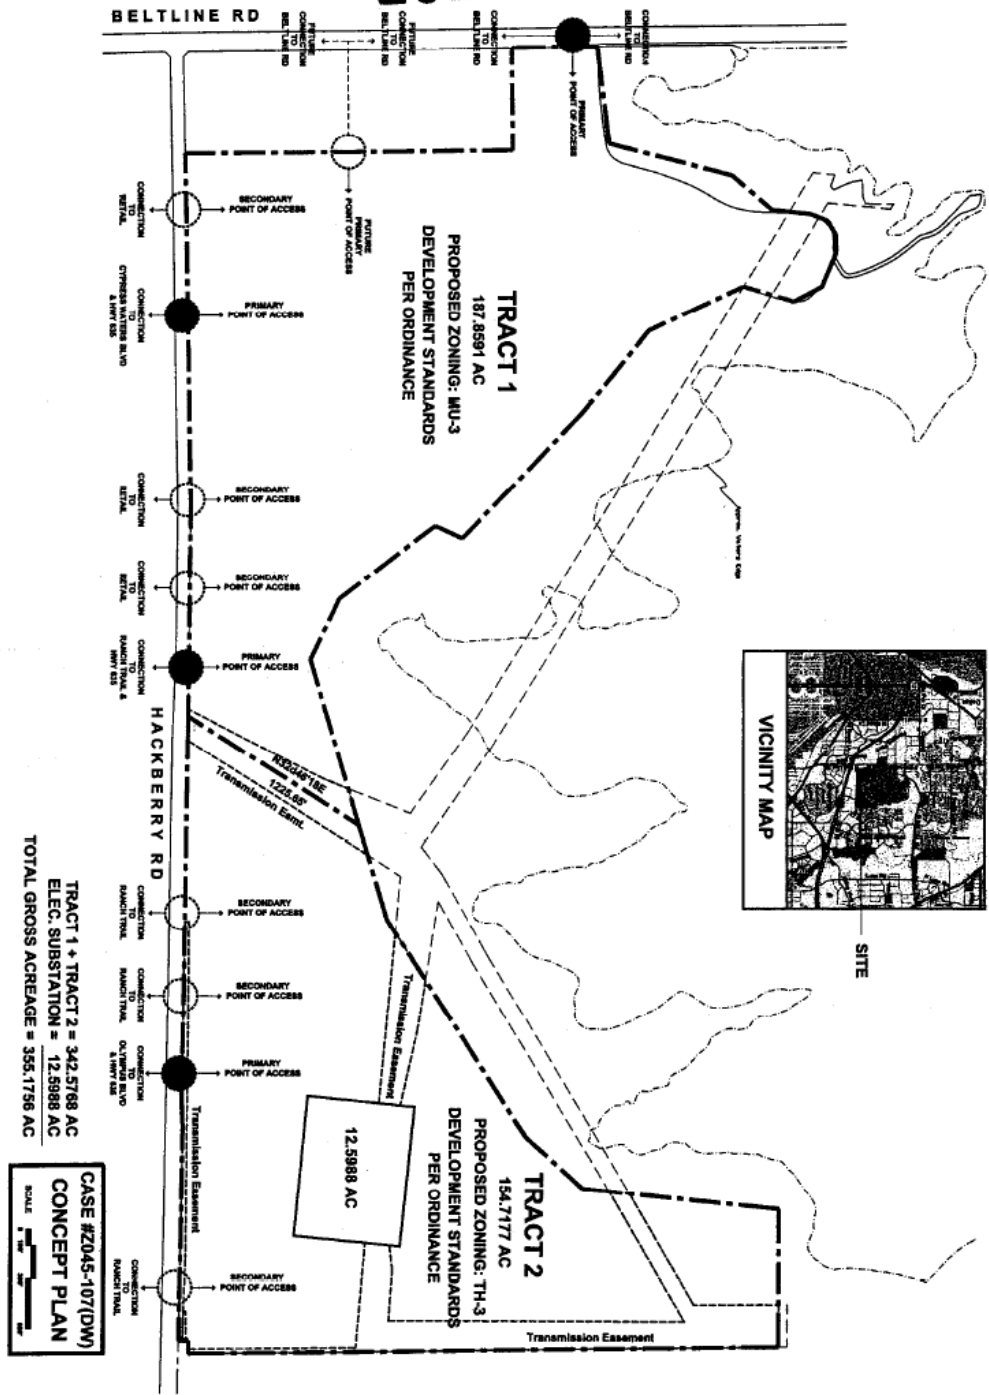 BELTLINE RD
FUTURE
CONNECTION
TO
BELTLINE RD
FUTURE
CONNECTION
TO
BELTLINE RD
CONNECTION
TO
BELTLINE RD
CONNECTION
TO
BELTLINE RD
PRIMARY
POINT OF ACCESS
FUTURE
PRIMARY
POINT OF ACCESS
SECONDARY
POINT OF ACCESS
CONNECTION
TO
RETAIL
PRIMARY
POINT OF ACCESS
CONNECTION
TO
CYPRESS WATERS BLVD
& HWY 635
TRACT 1
187.8591 AC
PROPOSED ZONING: MU-3
DEVELOPMENT STANDARDS
PER ORDINANCE
SECONDARY
POINT OF ACCESS
CONNECTION
TO
RETAIL
SECONDARY
POINT OF ACCESS
CONNECTION
TO
RETAIL
PRIMARY
POINT OF ACCESS
CONNECTION
TO
RANCH TRAIL &
HWY 635
HACKBERRY RD
N32d46'18E
1225.65'
Transmission Esmt.
VICINITY MAP
SITE
SECONDARY
POINT OF ACCESS
CONNECTION
TO
RANCH TRAIL
SECONDARY
POINT OF ACCESS
CONNECTION
TO
RANCH TRAIL
PRIMARY
POINT OF ACCESS
CONNECTION
TO
OLYMPUS BLVD
& HWY 635
Transmission Easement
Transmission Easement
12.5988 AC
TRACT 2
154.7177 AC
PROPOSED ZONING: TH-3
DEVELOPMENT STANDARDS
PER ORDINANCE
SECONDARY
POINT OF ACCESS
CONNECTION
TO
RANCH TRAIL
Transmission Easement
TRACT 1 + TRACT 2 = 342.5768 AC
ELEC. SUBSTATION = 12.5988 AC
TOTAL GROSS ACREAGE = 355.1756 AC
CASE #Z045-107(DW)
CONCEPT PLAN
SCALE